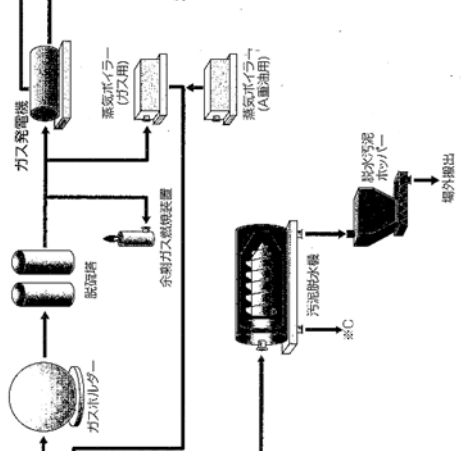 ガス発電機
蒸気ボイラー
(ガス用)
蒸気ボイラー
(A重油用)
脱硫塔
余剰ガス燃焼装置
ガスホルダー
汚泥脱水機
※C
脱水汚泥
ホッパー
場外搬出